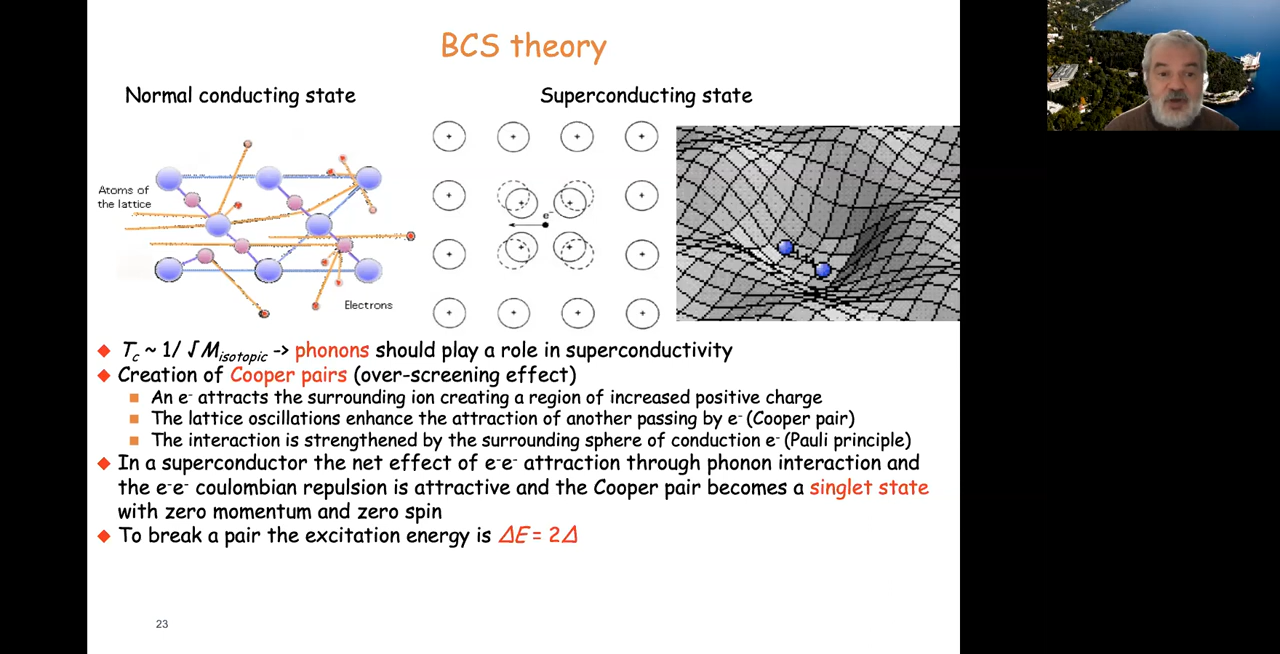 BCS theory
Normal conducting state
Superconducting state
Atoms of
the lattice
Electrons
e⁻
T_c ~ 1/ √M_isotopic -> phonons should play a role in superconductivity
Creation of Cooper pairs (over-screening effect)
An e⁻ attracts the surrounding ion creating a region of increased positive charge
The lattice oscillations enhance the attraction of another passing by e⁻ (Cooper pair)
The interaction is strengthened by the surrounding sphere of conduction e⁻ (Pauli principle)
In a superconductor the net effect of e⁻e⁻ attraction through phonon interaction and
the e⁻e⁻ coulombian repulsion is attractive and the Cooper pair becomes a singlet state
with zero momentum and zero spin
To break a pair the excitation energy is ΔE = 2Δ
23